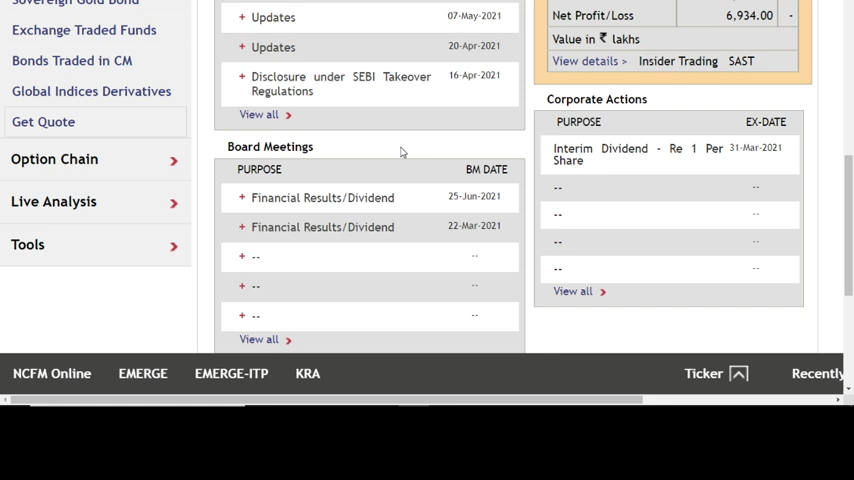 Sovereign Gold Bond
Exchange Traded Funds
Bonds Traded in CM
Global Indices Derivatives
Get Quote
Option Chain
Live Analysis
Tools
+ Updates 07-May-2021
+ Updates 20-Apr-2021
+ Disclosure under SEBI Takeover 16-Apr-2021
Regulations
View all
Board Meetings
PURPOSE BM DATE
+ Financial Results/Dividend 25-Jun-2021
+ Financial Results/Dividend 22-Mar-2021
+ -- --
+ -- --
+ -- --
View all
Net Profit/Loss 6,934.00 -
Value in ₹ lakhs
View details > Insider Trading SAST
Corporate Actions
PURPOSE EX-DATE
Interim Dividend - Re 1 Per 31-Mar-2021
Share
-- --
-- --
-- --
-- --
View all
NCFM Online EMERGE EMERGE-ITP KRA Ticker Recently